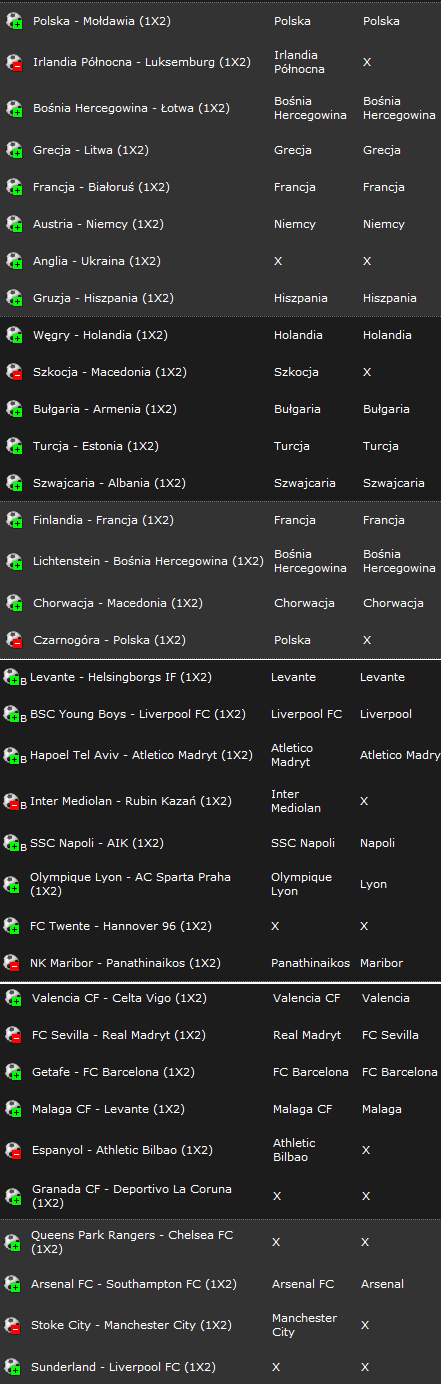 Polska - Mołdawia (1X2) Polska Polska
Irlandia Północna - Luksemburg (1X2) Irlandia Północna X
Bośnia Hercegowina - Łotwa (1X2) Bośnia Hercegowina Bośnia Hercegowina
Grecja - Litwa (1X2) Grecja Grecja
Francja - Białoruś (1X2) Francja Francja
Austria - Niemcy (1X2) Niemcy Niemcy
Anglia - Ukraina (1X2) X X
Gruzja - Hiszpania (1X2) Hiszpania Hiszpania
Węgry - Holandia (1X2) Holandia Holandia
Szkocja - Macedonia (1X2) Szkocja X
Bułgaria - Armenia (1X2) Bułgaria Bułgaria
Turcja - Estonia (1X2) Turcja Turcja
Szwajcaria - Albania (1X2) Szwajcaria Szwajcaria
Finlandia - Francja (1X2) Francja Francja
Lichtenstein - Bośnia Hercegowina (1X2) Bośnia Hercegowina Bośnia Hercegowina
Chorwacja - Macedonia (1X2) Chorwacja Chorwacja
Czarnogóra - Polska (1X2) Polska X
B Levante - Helsingborgs IF (1X2) Levante Levante
B BSC Young Boys - Liverpool FC (1X2) Liverpool FC Liverpool
B Hapoel Tel Aviv - Atletico Madryt (1X2) Atletico Madryt Atletico Madry
B Inter Mediolan - Rubin Kazań (1X2) Inter Mediolan X
B SSC Napoli - AIK (1X2) SSC Napoli Napoli
Olympique Lyon - AC Sparta Praha (1X2) Olympique Lyon Lyon
FC Twente - Hannover 96 (1X2) X X
NK Maribor - Panathinaikos (1X2) Panathinaikos Maribor
Valencia CF - Celta Vigo (1X2) Valencia CF Valencia
FC Sevilla - Real Madryt (1X2) Real Madryt FC Sevilla
Getafe - FC Barcelona (1X2) FC Barcelona FC Barcelona
Malaga CF - Levante (1X2) Malaga CF Malaga
Espanyol - Athletic Bilbao (1X2) Athletic Bilbao X
Granada CF - Deportivo La Coruna (1X2) X X
Queens Park Rangers - Chelsea FC (1X2) X X
Arsenal FC - Southampton FC (1X2) Arsenal FC Arsenal
Stoke City - Manchester City (1X2) Manchester City X
Sunderland - Liverpool FC (1X2) X X